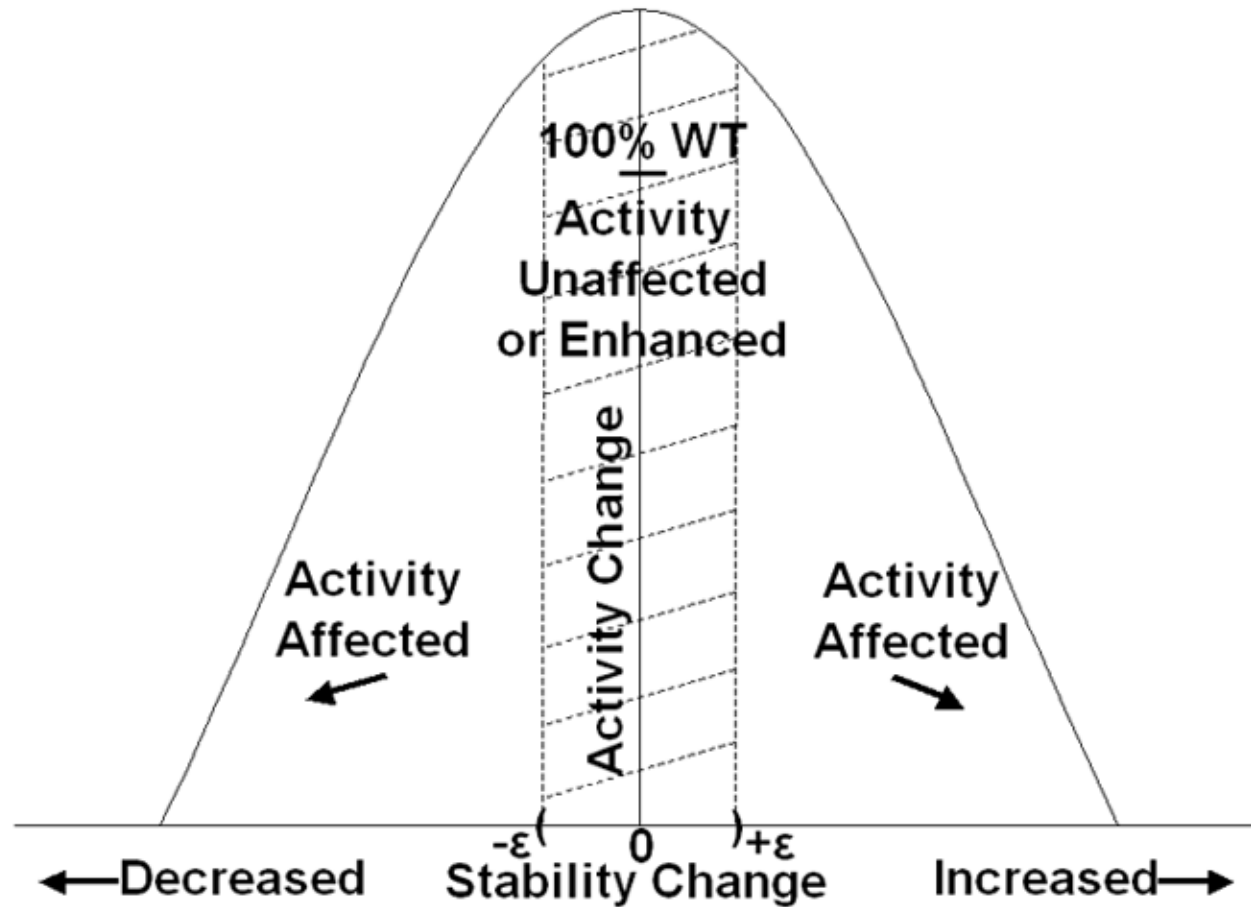 100% WT
Activity
Unaffected
or Enhanced
Activity Change
Activity
Affected
Activity
Affected
-ε ( 0 ) +ε
Decreased
Stability Change
Increased